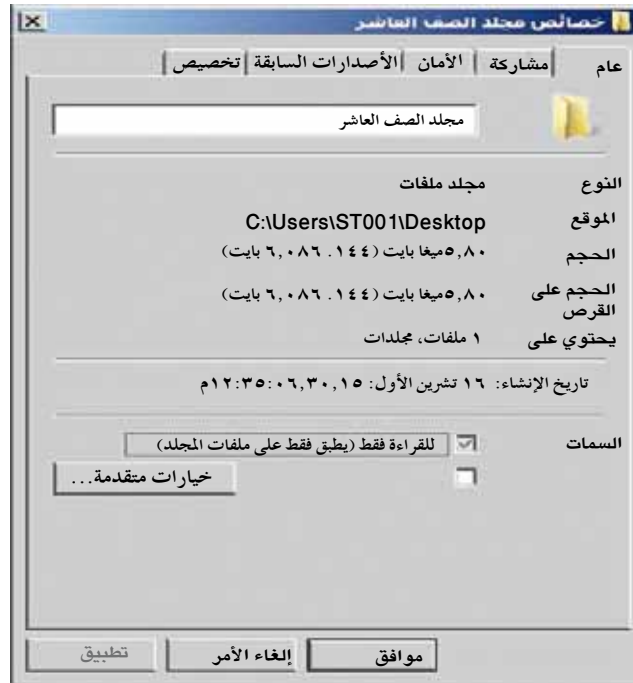 خصائص مجلد الصف العاشر
عام مشاركة الأمان الأصدارات السابقة تخصيص
مجلد الصف العاشر
النوع مجلد ملفات
الموقع C:\Users\ST001\Desktop
الحجم ٥,٨٠ميغا بايت (٦,٠٨٦.١٤٤ بايت)
الحجم على القرص ٥,٨٠ميغا بايت (٦,٠٨٦.١٤٤ بايت)
يحتوي على ١ ملفات، مجلدات
تاريخ الإنشاء: ١٦ تشرين الأول: ١٢:٣٥:٠٦,٣٠,١٥م
السمات للقراءة فقط (يطبق فقط على ملفات المجلد)
خيارات متقدمة...
موافق إلغاء الأمر تطبيق